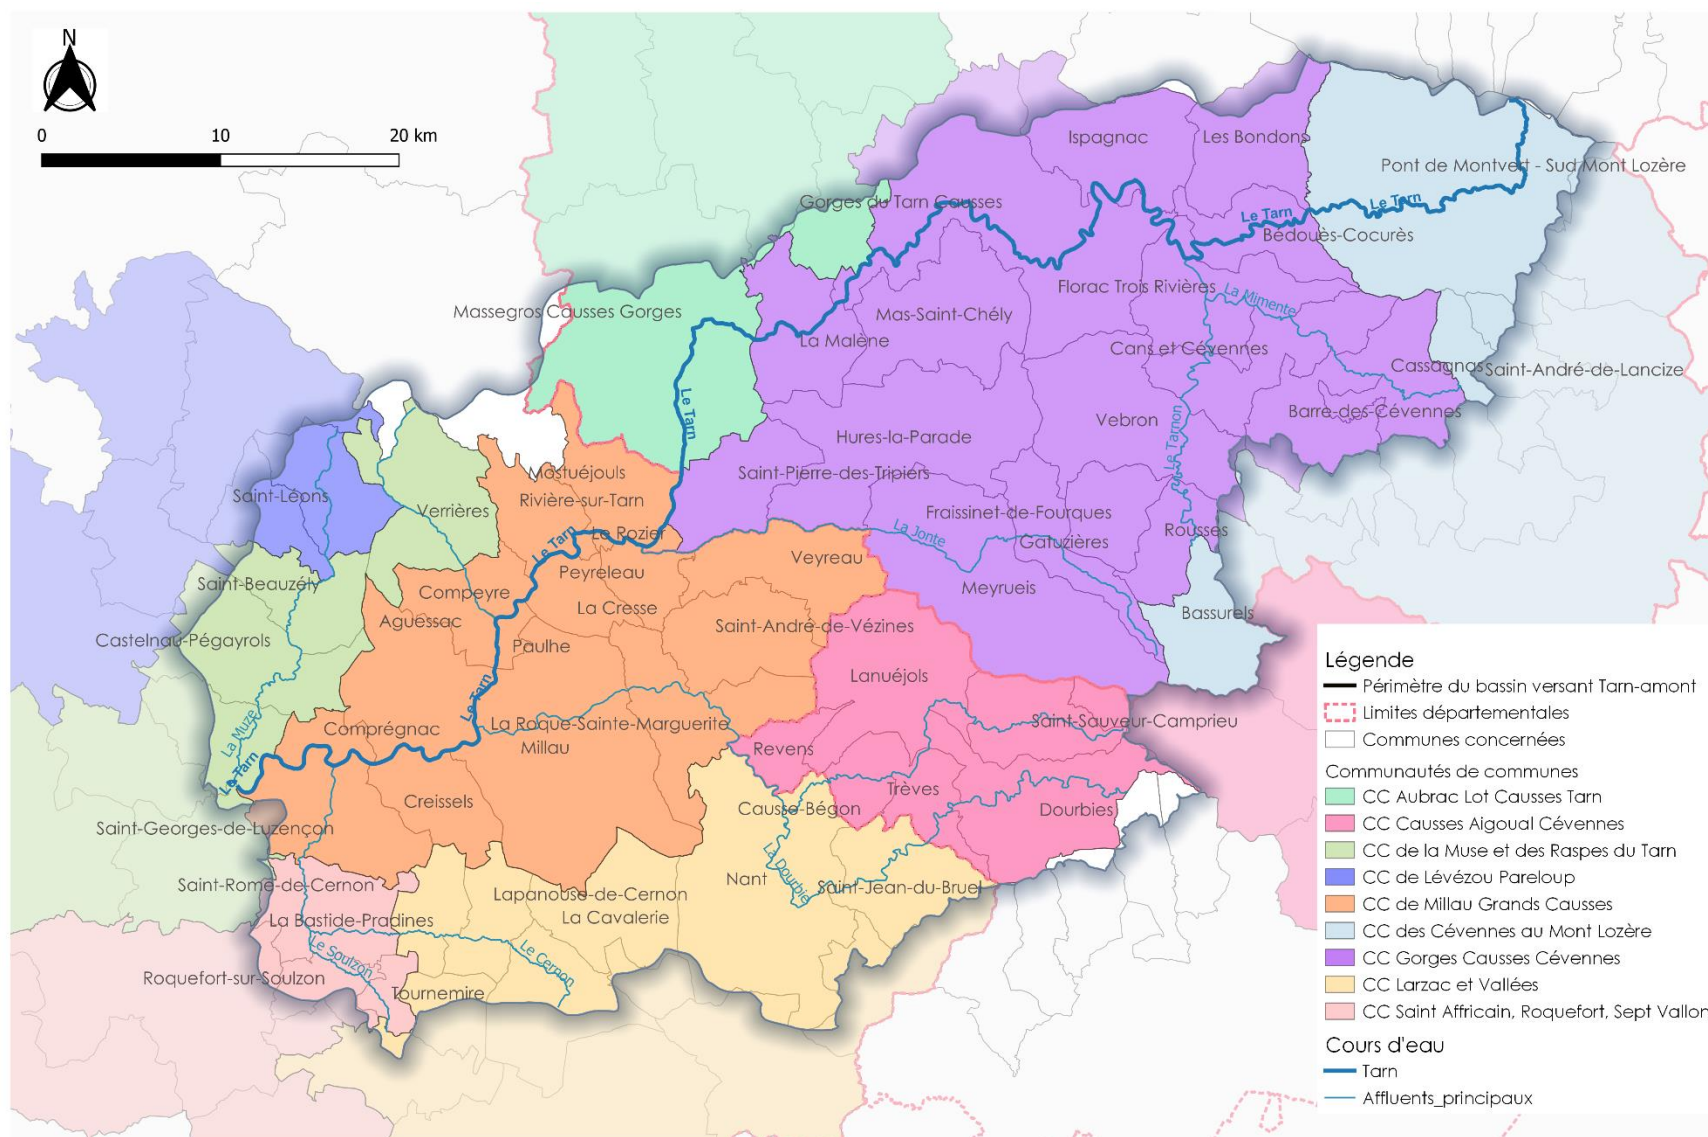 N
0 10 20 km
Ispagnac
Les Bondons
Pont de Montvert - Sud Mont Lozère
Gorges du Tarn Causses
Le Tarn
Le Tarn
Bédouès-Cocurès
Florac Trois Rivières
La Mimente
Massegros Causses Gorges
Mas-Saint-Chély
La Malène
Cans et Cévennes
Cassagnas
Saint-André-de-Lancize
Le Tarn
Barre-des-Cévennes
Vebron
Le Tarnon
Hures-la-Parade
Mostuéjouls
Saint-Pierre-des-Tripiers
Saint-Léons
Rivière-sur-Tarn
Verrières
Fraissinet-de-Fourques
Le Rozier
La Jonte
Rousses
Gatuzières
Le Tarn
Veyreau
Peyreleau
Saint-Beauzély
Compeyre
Meyrueis
La Cresse
Bassurels
Aguessac
Saint-André-de-Vézines
Castelnau-Pégayrols
Paulhe
Lanuéjols
Le Tarn
La Muze
La Roque-Sainte-Marguerite
Saint-Sauveur-Camprieu
Comprégnac
Millau
Revens
Le Tarn
Trèves
Creissels
Causse-Bégon
Dourbies
Saint-Georges-de-Luzençon
La Dourbie
Nant
Saint-Jean-du-Bruel
Saint-Rome-de-Cernon
Lapanouse-de-Cernon
La Cavalerie
La Bastide-Pradines
Le Soulzon
Le Cernon
Roquefort-sur-Soulzon
Tournemire
Légende
Périmètre du bassin versant Tarn-amont
Limites départementales
Communes concernées
Communautés de communes
CC Aubrac Lot Causses Tarn
CC Causses Aigoual Cévennes
CC de la Muse et des Raspes du Tarn
CC de Lévézou Pareloup
CC de Millau Grands Causses
CC des Cévennes au Mont Lozère
CC Gorges Causses Cévennes
CC Larzac et Vallées
CC Saint Affricain, Roquefort, Sept Vallon
Cours d'eau
Tarn
Affluents_principaux